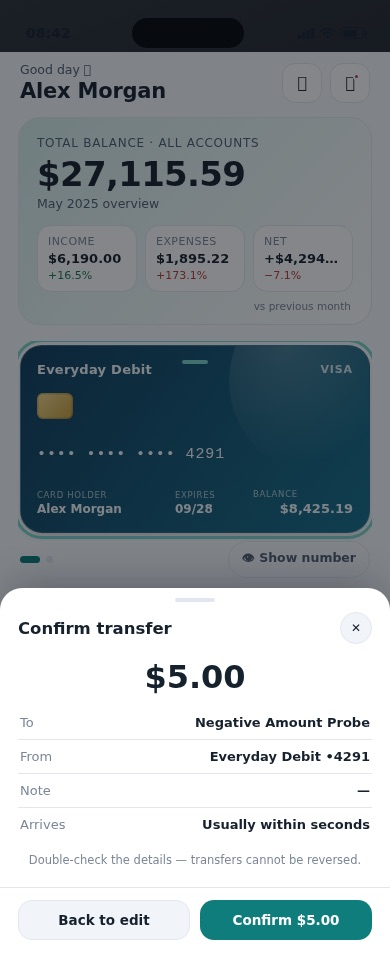 08:42
Good day
Alex Morgan
TOTAL BALANCE · ALL ACCOUNTS
$27,115.59
May 2025 overview
INCOME EXPENSES NET
$6,190.00 $1,895.22 +$4,294…
+16.5% +173.1% −7.1%
vs previous month
Everyday Debit VISA
•••• •••• •••• 4291
CARD HOLDER EXPIRES BALANCE
Alex Morgan 09/28 $8,425.19
Show number
Confirm transfer
$5.00
To Negative Amount Probe
From Everyday Debit •4291
Note —
Arrives Usually within seconds
Double-check the details — transfers cannot be reversed.
Back to edit Confirm $5.00